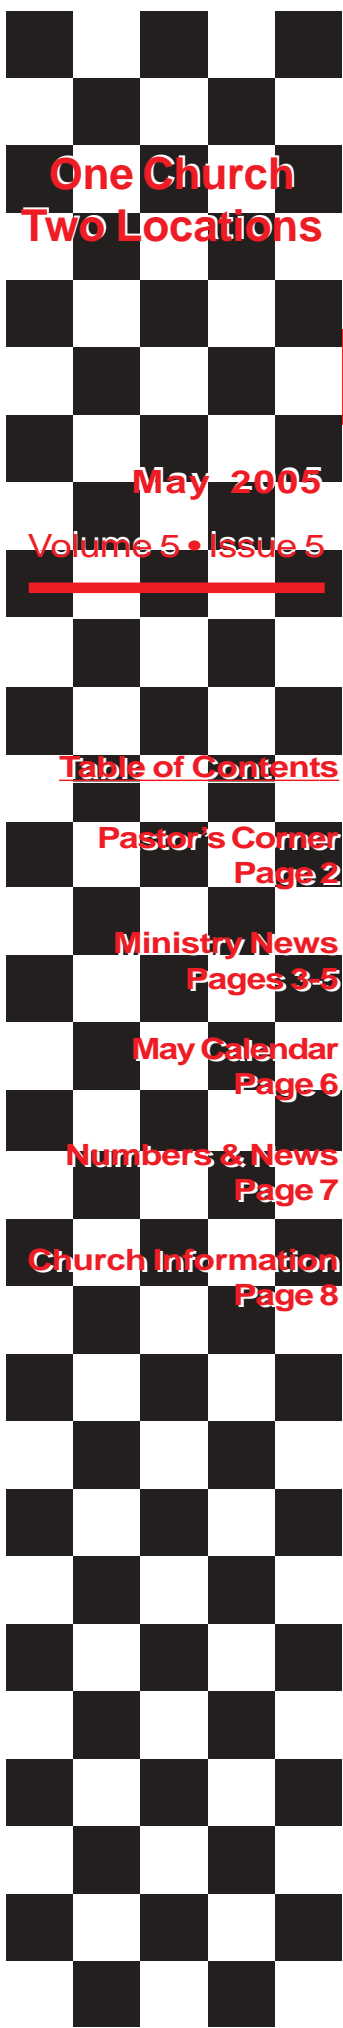 One Church
Two Locations
May 2005
Volume 5 • Issue 5
Table of Contents
Pastor's Corner
Page 2
Ministry News
Pages 3-5
May Calendar
Page 6
Numbers & News
Page 7
Church Information
Page 8